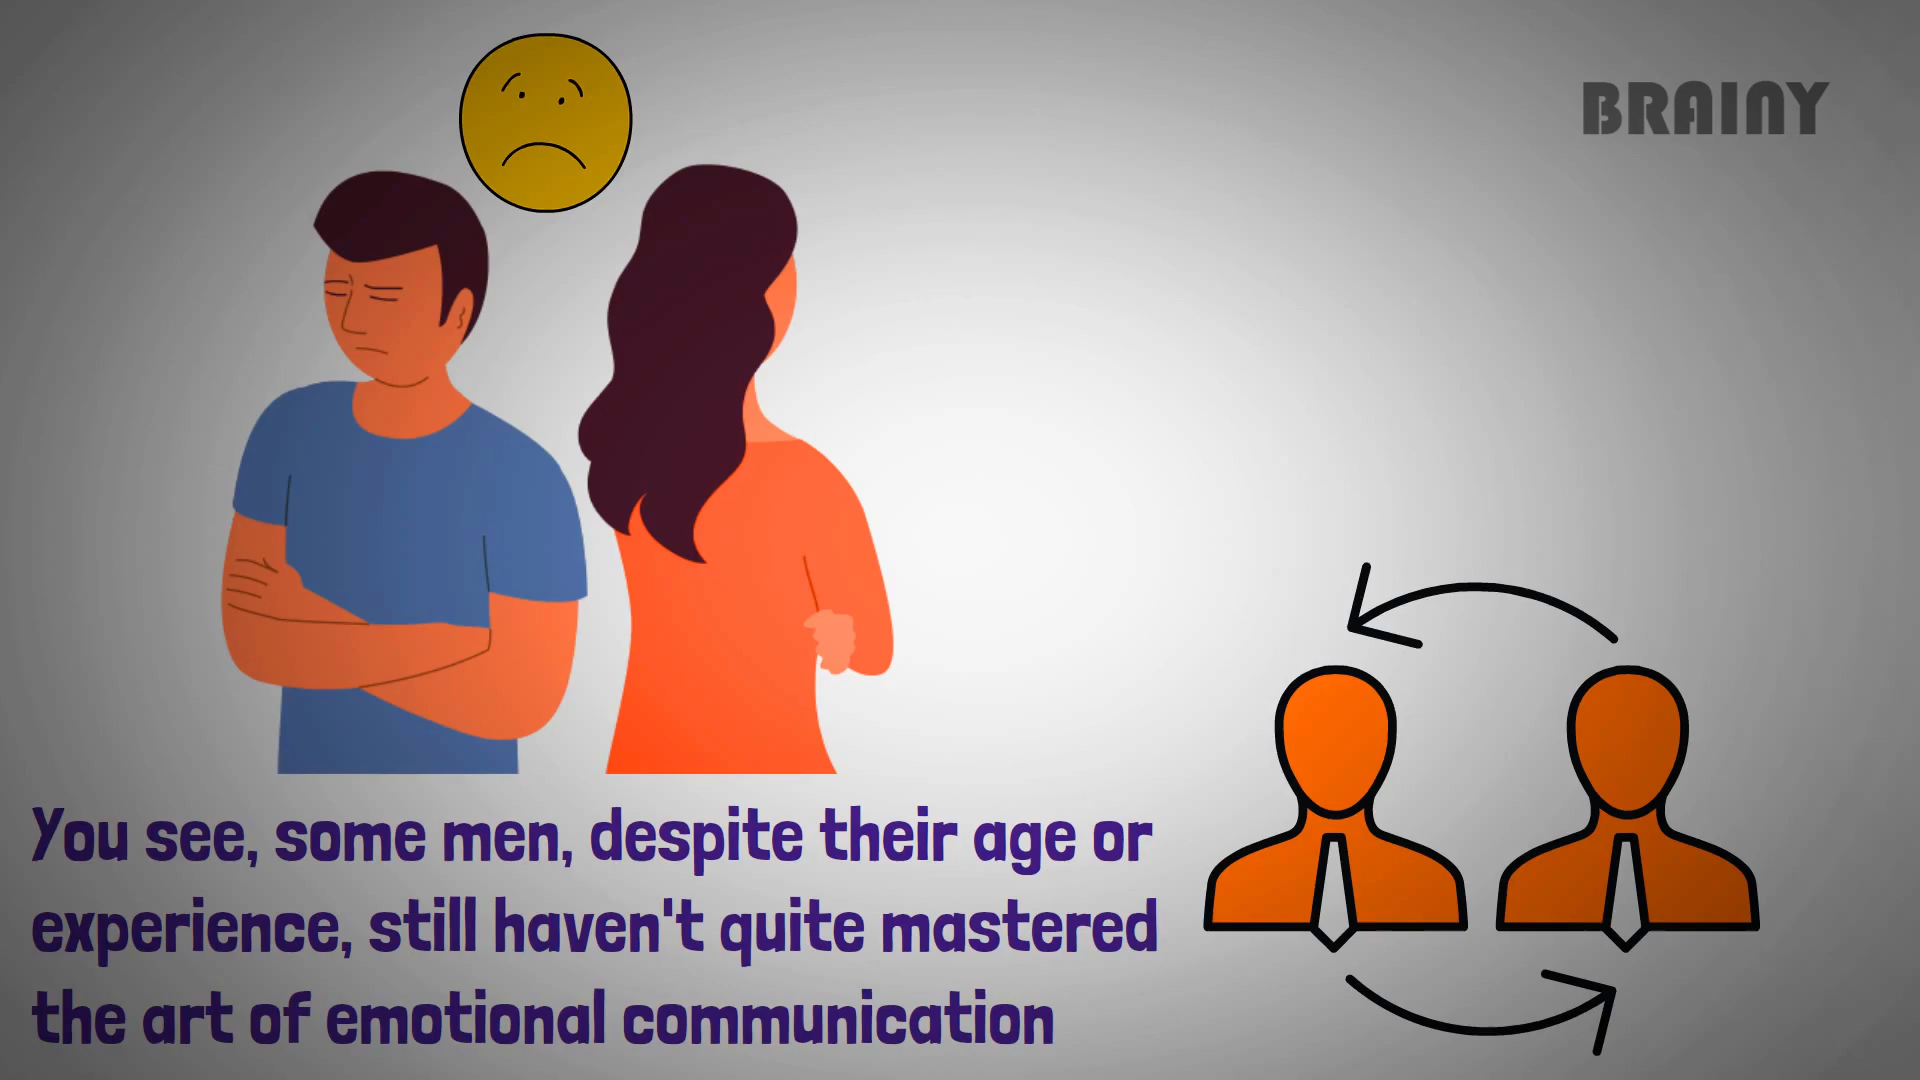 BRAINY
You see, some men, despite their age or
experience, still haven't quite mastered
the art of emotional communication